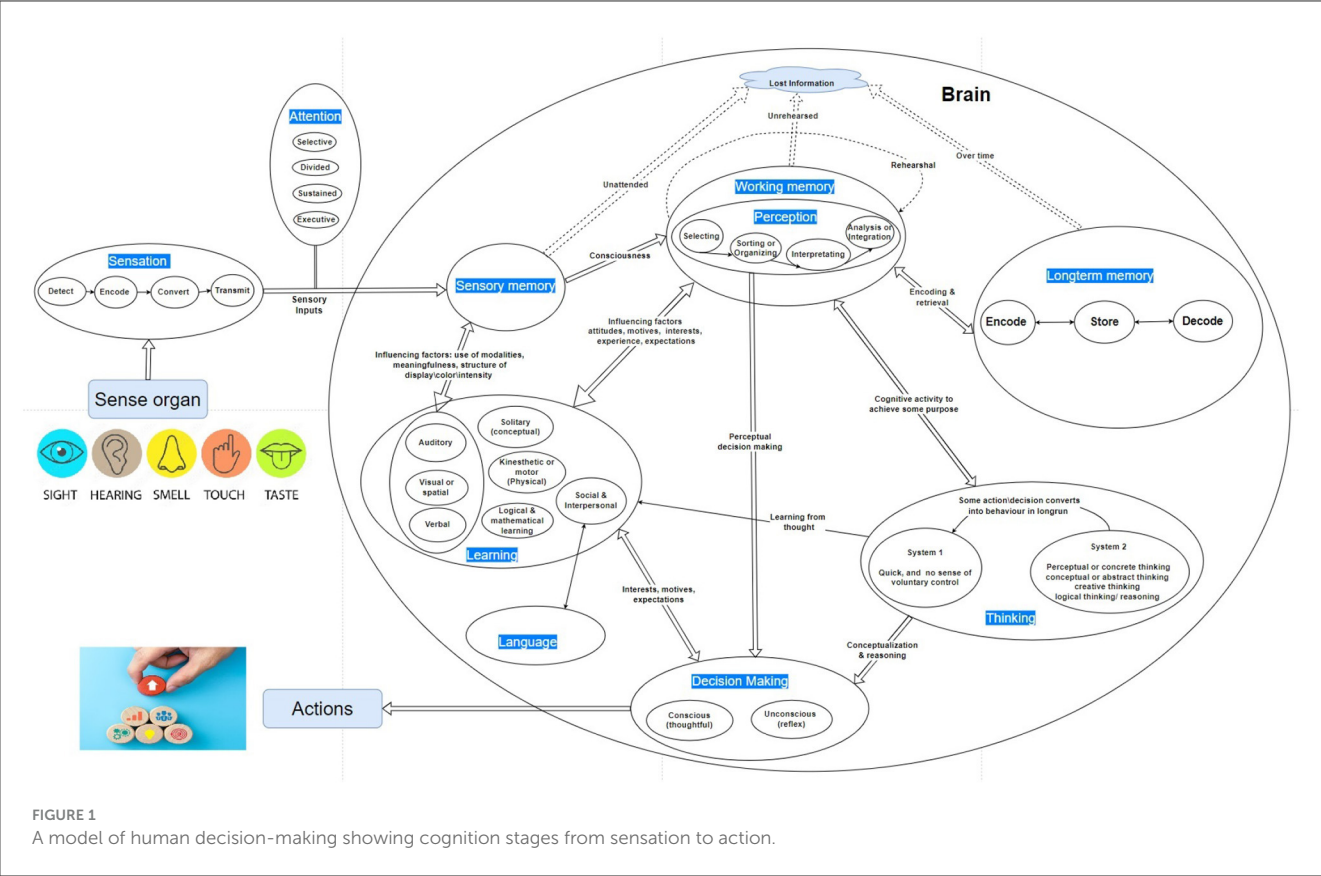 Brain
Lost Information
Attention
Selective
Divided
Sustained
Executive
Unrehearsed
Rehearshal
Over time
Unattended
Working memory
Perception
Selecting
Sorting or
Organizing
Interpretating
Analysis or
Integration
Sensation
Detect
Encode
Convert
Transmit
Sensory
Inputs
Sensory memory
Consciousness
Longterm memory
Encode
Store
Decode
Encoding &
retrieval
Influencing factors
attitudes, motives, interests,
experience, expectations
Influencing factors: use of modalities,
meaningfulness, structure of
display\color\intensity
Sense organ
SIGHT
HEARING
SMELL
TOUCH
TASTE
Cognitive activity to
achieve some purpose
Perceptual
decision making
Auditory
Visual or
spatial
Verbal
Solitary
(conceptual)
Kinesthetic or
motor
(Physical)
Logical &
mathematical
learning
Social &
Interpersonal
Learning
Learning from
thought
Some action\decision converts
into behaviour in longrun
System 1
Quick, and no sense of
voluntary control
System 2
Perceptual or concrete thinking
conceptual or abstract thinking
creative thinking
logical thinking/ reasoning
Thinking
Interests, motives,
expectations
Language
Conceptualization
& reasoning
Decision Making
Conscious
(thoughtful)
Unconscious
(reflex)
Actions
FIGURE 1
A model of human decision-making showing cognition stages from sensation to action.